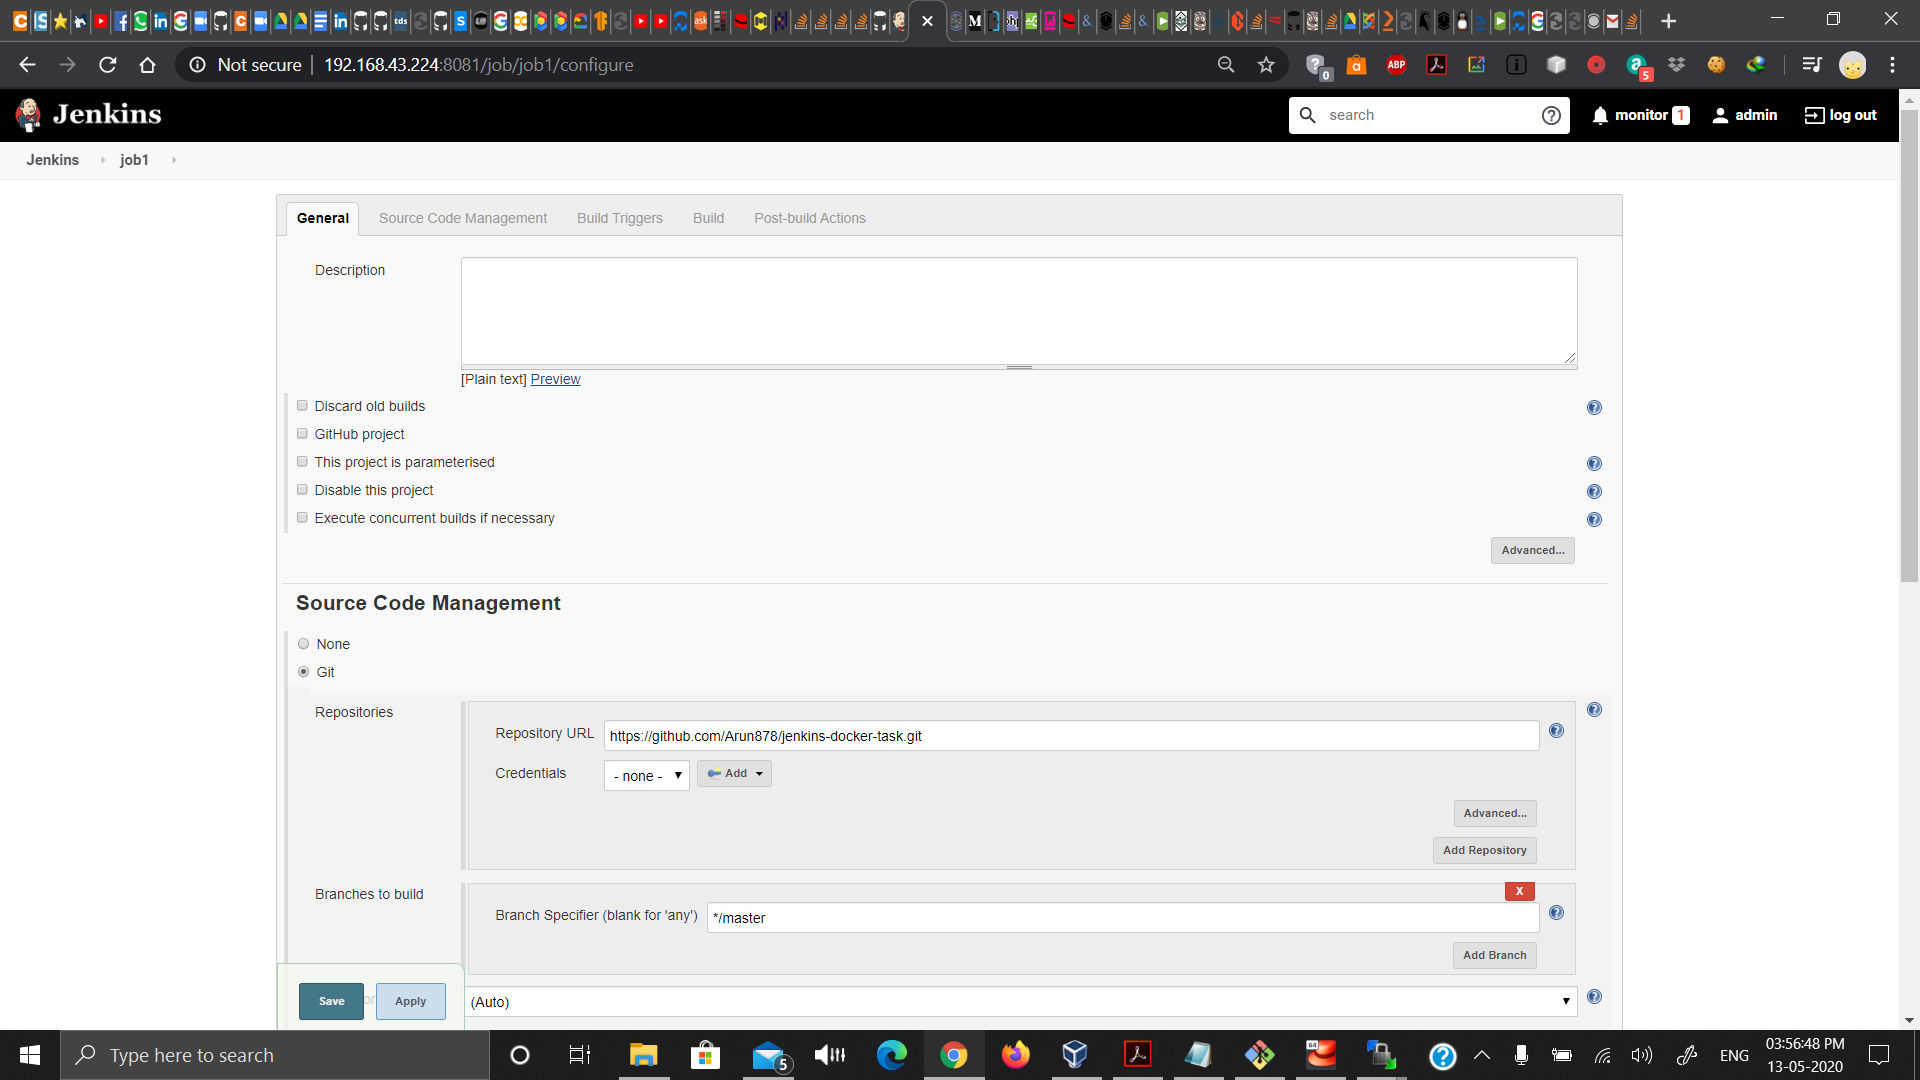 Not secure | 192.168.43.224:8081/job/job1/configure
ABP
0
5
Jenkins
search
monitor 1
admin
log out
Jenkins
job1
General
Source Code Management
Build Triggers
Build
Post-build Actions
Description
[Plain text] Preview
Discard old builds
GitHub project
This project is parameterised
Disable this project
Execute concurrent builds if necessary
Advanced...
Source Code Management
None
Git
Repositories
Repository URL
https://github.com/Arun878/jenkins-docker-task.git
Credentials
- none -
Add
Advanced...
Add Repository
Branches to build
X
Branch Specifier (blank for 'any')
*/master
Add Branch
Save
Apply
(Auto)
Type here to search
5
64
ENG
03:56:48 PM
13-05-2020